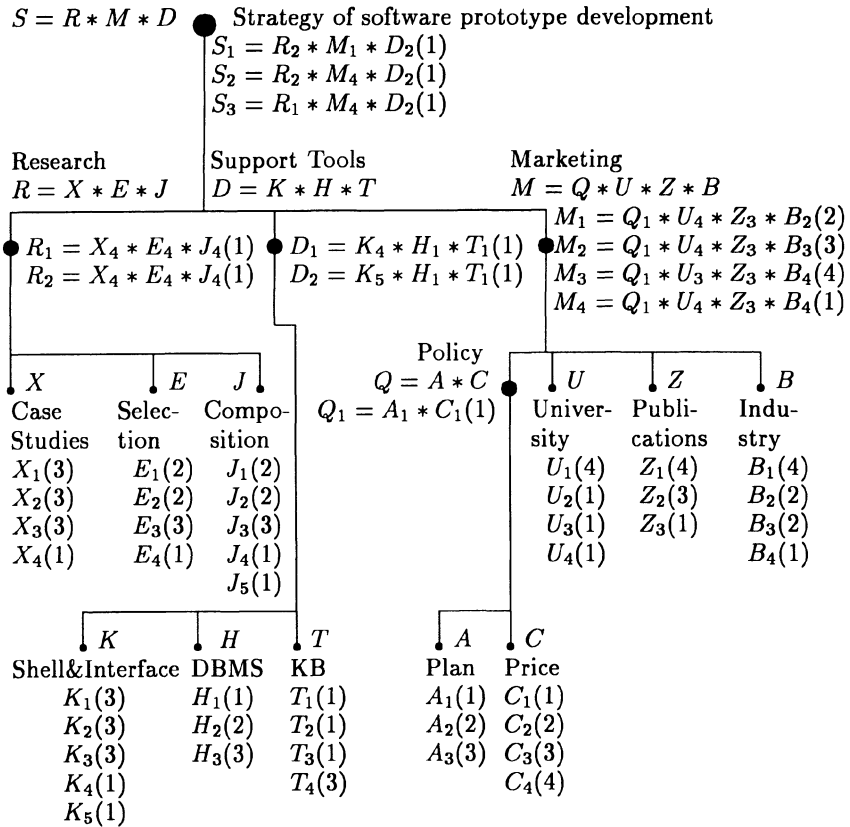 S = R * M * D
Strategy of software prototype development
S₁ = R₂ * M₁ * D₂(1)
S₂ = R₂ * M₄ * D₂(1)
S₃ = R₁ * M₄ * D₂(1)
Research
R = X * E * J
Support Tools
D = K * H * T
Marketing
M = Q * U * Z * B
R₁ = X₄ * E₄ * J₄(1)
R₂ = X₄ * E₄ * J₄(1)
D₁ = K₄ * H₁ * T₁(1)
D₂ = K₅ * H₁ * T₁(1)
M₁ = Q₁ * U₄ * Z₃ * B₂(2)
M₂ = Q₁ * U₄ * Z₃ * B₃(3)
M₃ = Q₁ * U₃ * Z₃ * B₄(4)
M₄ = Q₁ * U₄ * Z₃ * B₄(1)
X
Case
Studies
X₁(3)
X₂(3)
X₃(3)
X₄(1)
E
Selec-
tion
E₁(2)
E₂(2)
E₃(3)
E₄(1)
J
Compo-
sition
J₁(2)
J₂(2)
J₃(3)
J₄(1)
J₅(1)
Policy
Q = A * C
Q₁ = A₁ * C₁(1)
U
Univer-
sity
U₁(4)
U₂(1)
U₃(1)
U₄(1)
Z
Publi-
cations
Z₁(4)
Z₂(3)
Z₃(1)
B
Indu-
stry
B₁(4)
B₂(2)
B₃(2)
B₄(1)
K
Shell&Interface
K₁(3)
K₂(3)
K₃(3)
K₄(1)
K₅(1)
H
DBMS
H₁(1)
H₂(2)
H₃(3)
T
KB
T₁(1)
T₂(1)
T₃(1)
T₄(3)
A
Plan
A₁(1)
A₂(2)
A₃(3)
C
Price
C₁(1)
C₂(2)
C₃(3)
C₄(4)